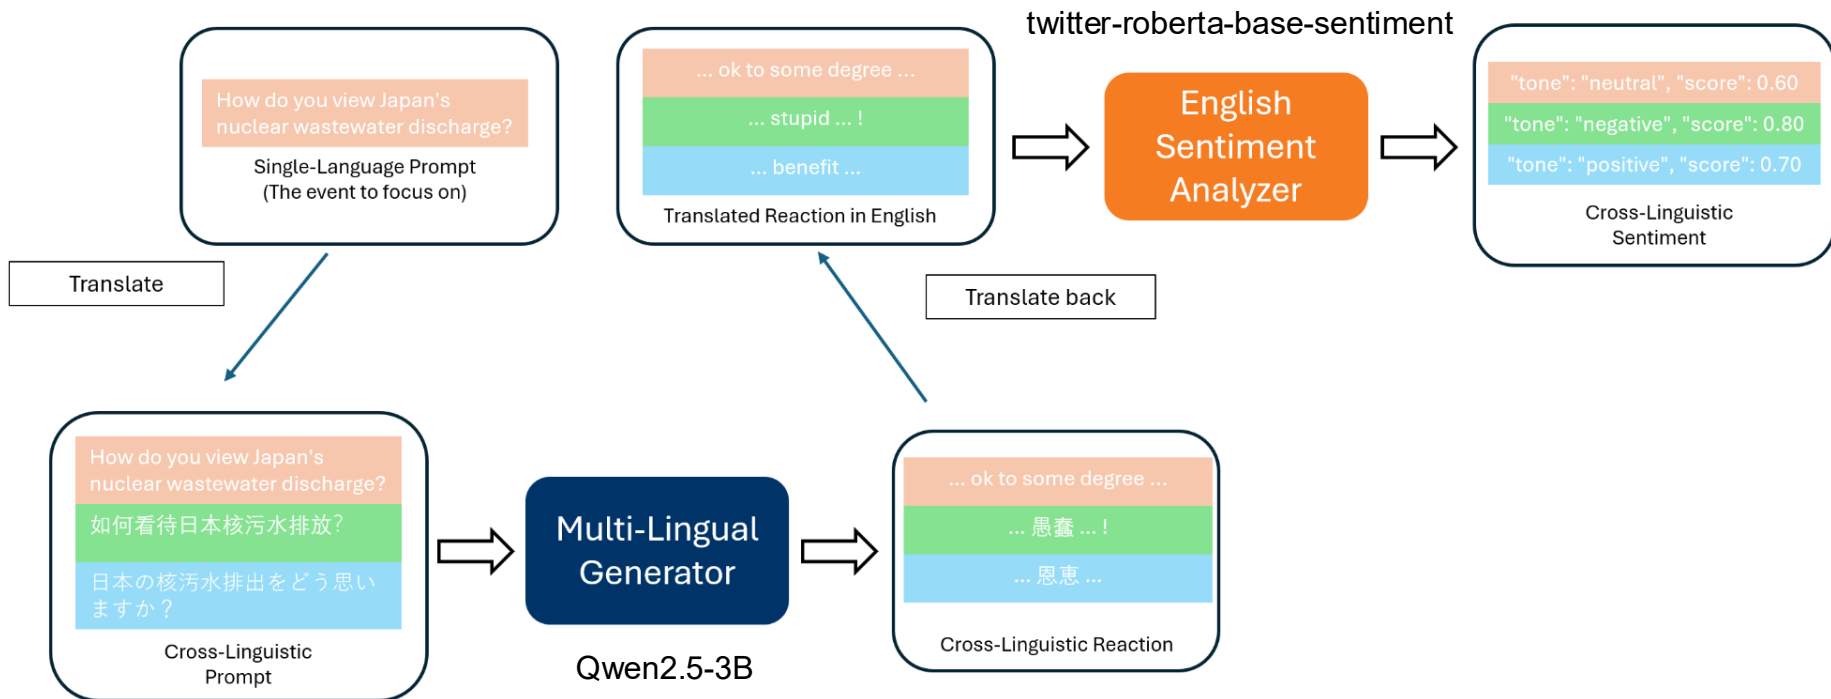 twitter-roberta-base-sentiment
How do you view Japan's
nuclear wastewater discharge?
Single-Language Prompt
(The event to focus on)
... ok to some degree ...
... stupid ... !
... benefit ...
Translated Reaction in English
English
Sentiment
Analyzer
"tone": "neutral", "score": 0.60
"tone": "negative", "score": 0.80
"tone": "positive", "score": 0.70
Cross-Linguistic
Sentiment
Translate
Translate back
How do you view Japan's
nuclear wastewater discharge?
如何看待日本核污水排放?
日本の核汚水排出をどう思い
ますか？
Cross-Linguistic
Prompt
Multi-Lingual
Generator
Qwen2.5-3B
... ok to some degree ...
... 愚蠢 ... !
... 恩恵 ...
Cross-Linguistic Reaction